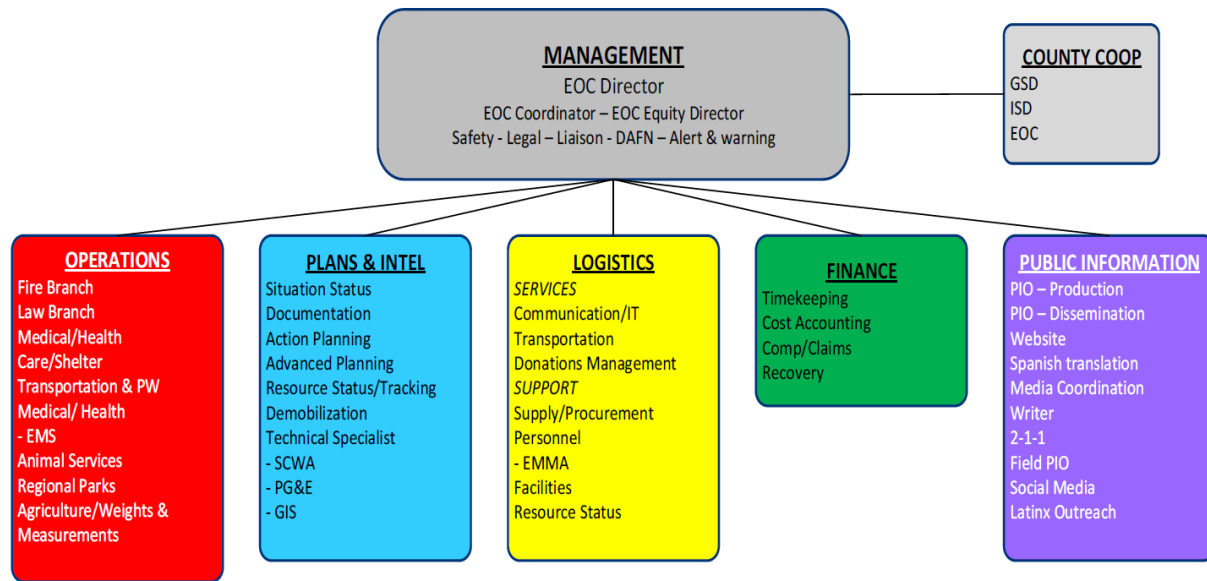 MANAGEMENT
EOC Director
EOC Coordinator – EOC Equity Director
Safety - Legal – Liaison - DAFN – Alert & warning
COUNTY COOP
GSD
ISD
EOC
OPERATIONS
Fire Branch
Law Branch
Medical/Health
Care/Shelter
Transportation & PW
Medical/ Health
- EMS
Animal Services
Regional Parks
Agriculture/Weights &
Measurements
PLANS & INTEL
Situation Status
Documentation
Action Planning
Advanced Planning
Resource Status/Tracking
Demobilization
Technical Specialist
- SCWA
- PG&E
- GIS
LOGISTICS
SERVICES
Communication/IT
Transportation
Donations Management
SUPPORT
Supply/Procurement
Personnel
- EMMA
Facilities
Resource Status
FINANCE
Timekeeping
Cost Accounting
Comp/Claims
Recovery
PUBLIC INFORMATION
PIO – Production
PIO – Dissemination
Website
Spanish translation
Media Coordination
Writer
2-1-1
Field PIO
Social Media
Latinx Outreach